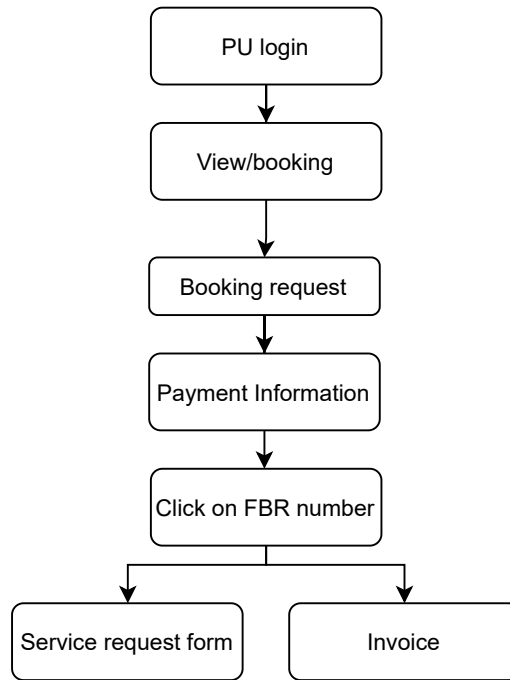 PU login
View/booking
Booking request
Payment Information
Click on FBR number
Service request form
Invoice